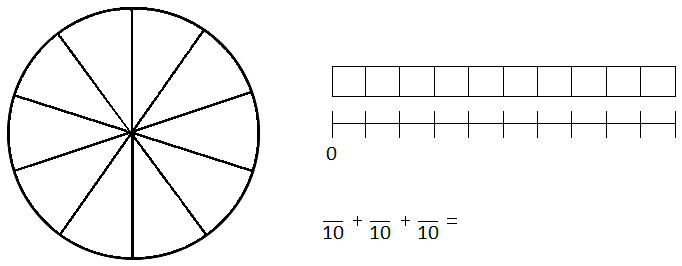 0
— + — + — =
10 10 10